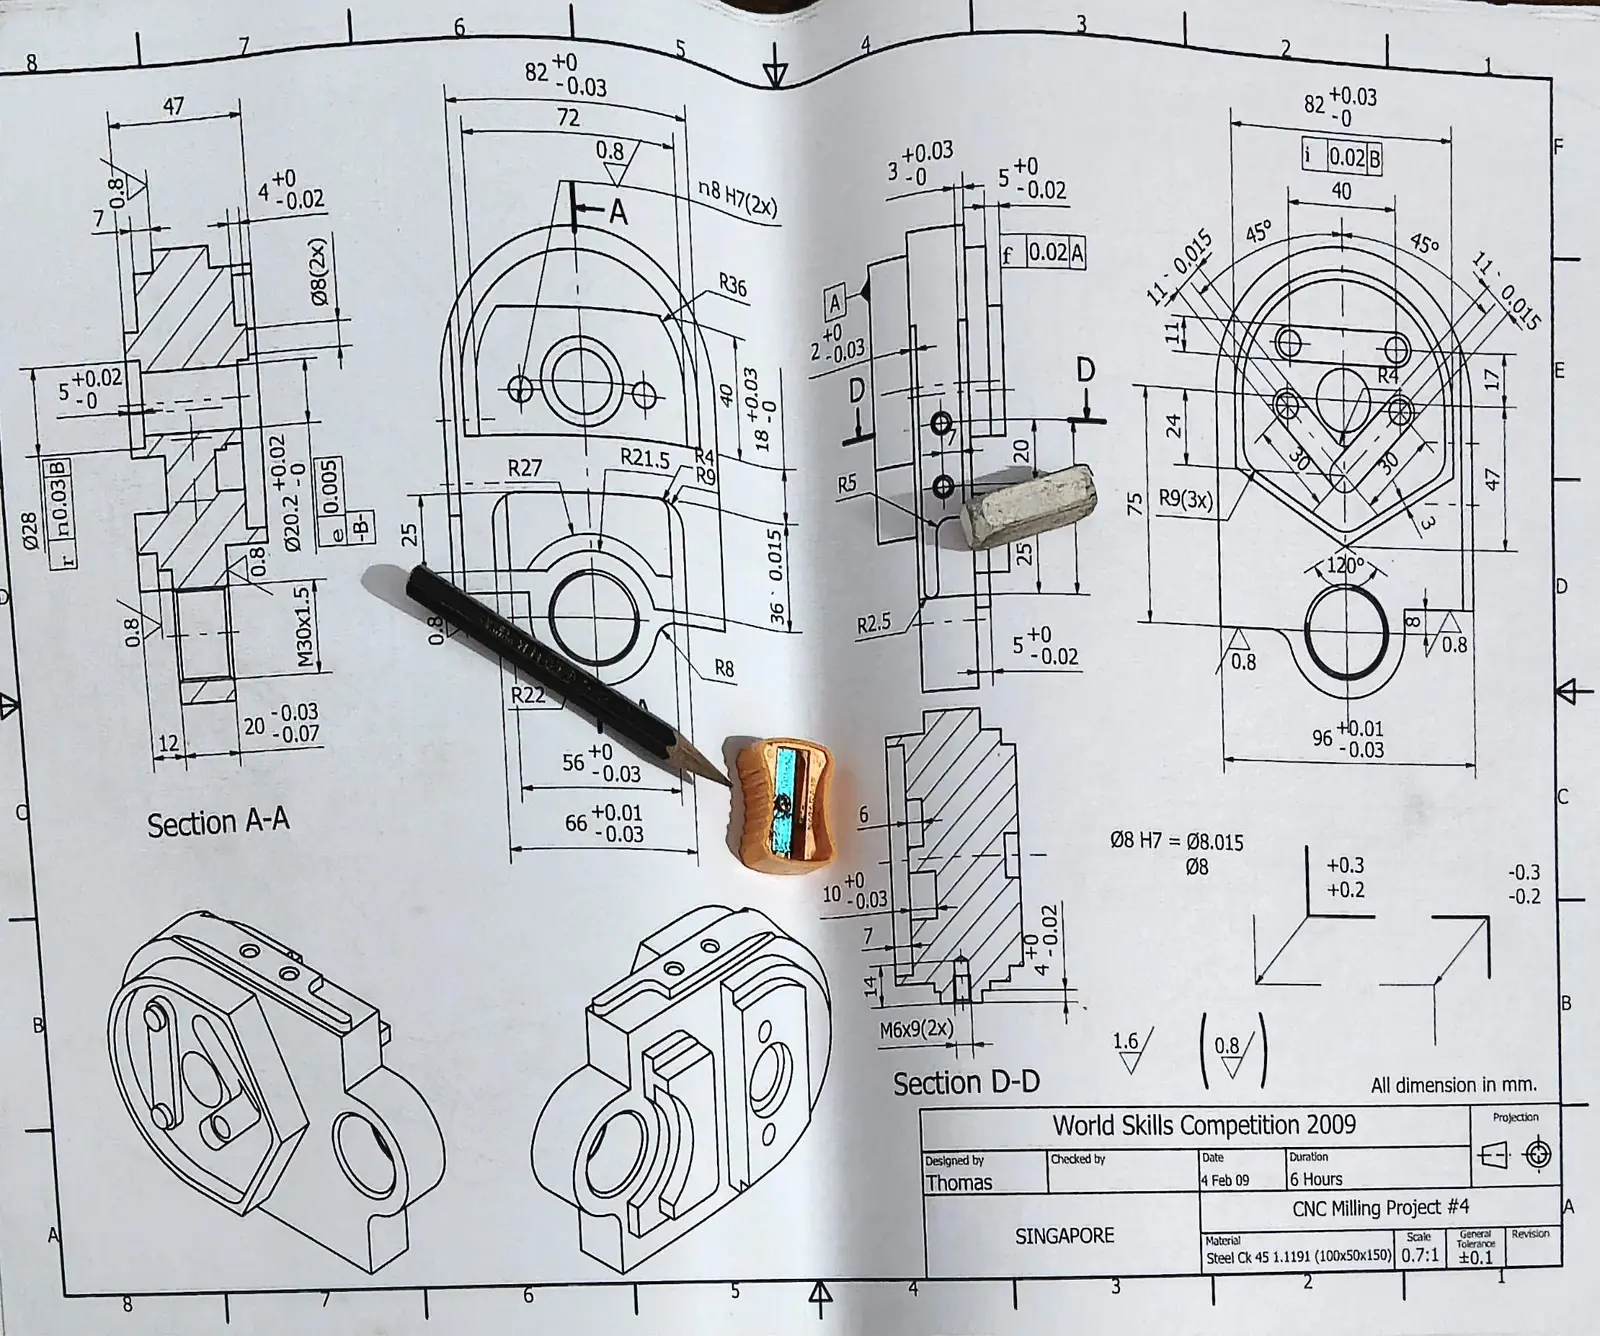 8
7
6
5
4
3
2
1
47
0.8
4 +0
-0.02
7
Ø8(2x)
5 +0.02
-0
Ø28
r n0.03 B
Ø20.2 +0.02
-0
e 0.005
-B-
0.8
0.8
M30x1.5
20 -0.03
-0.07
12
Section A-A
82 +0
-0.03
72
0.8
n8 H7(2x)
A
R36
40
18 +0.03
-0
R27
R21.5
R4
R9
25
36 0.015
0.8
R8
R22
A
56 +0
-0.03
66 +0.01
-0.03
3 +0.03
-0
5 +0
-0.02
f 0.02 A
A
2 +0
-0.03
D
D
7
20
R5
25
R2.5
5 +0
-0.02
82 +0.03
-0
i 0.02 B
40
45°
45°
11 - 0.015
11 - 0.015
11
R4
17
24
30
30
7
75
47
R9(3x)
3
120°
8
0.8
0.8
96 +0.01
-0.03
6
10 +0
-0.03
7
14
4 +0
-0.02
M6x9(2x)
Section D-D
Ø8 H7 = Ø8.015
Ø8
+0.3
+0.2
-0.3
-0.2
1.6
(0.8)
All dimension in mm.
World Skills Competition 2009
Projection
Designed by
Thomas
Checked by
Date
4 Feb 09
Duration
6 Hours
CNC Milling Project #4
SINGAPORE
Material
Steel Ck 45 1.1191 (100x50x150)
Scale
0.7:1
General
Tolerance
±0.1
Revision
F
E
D
C
B
A
C
B
A
8
7
6
5
4
3
2
1